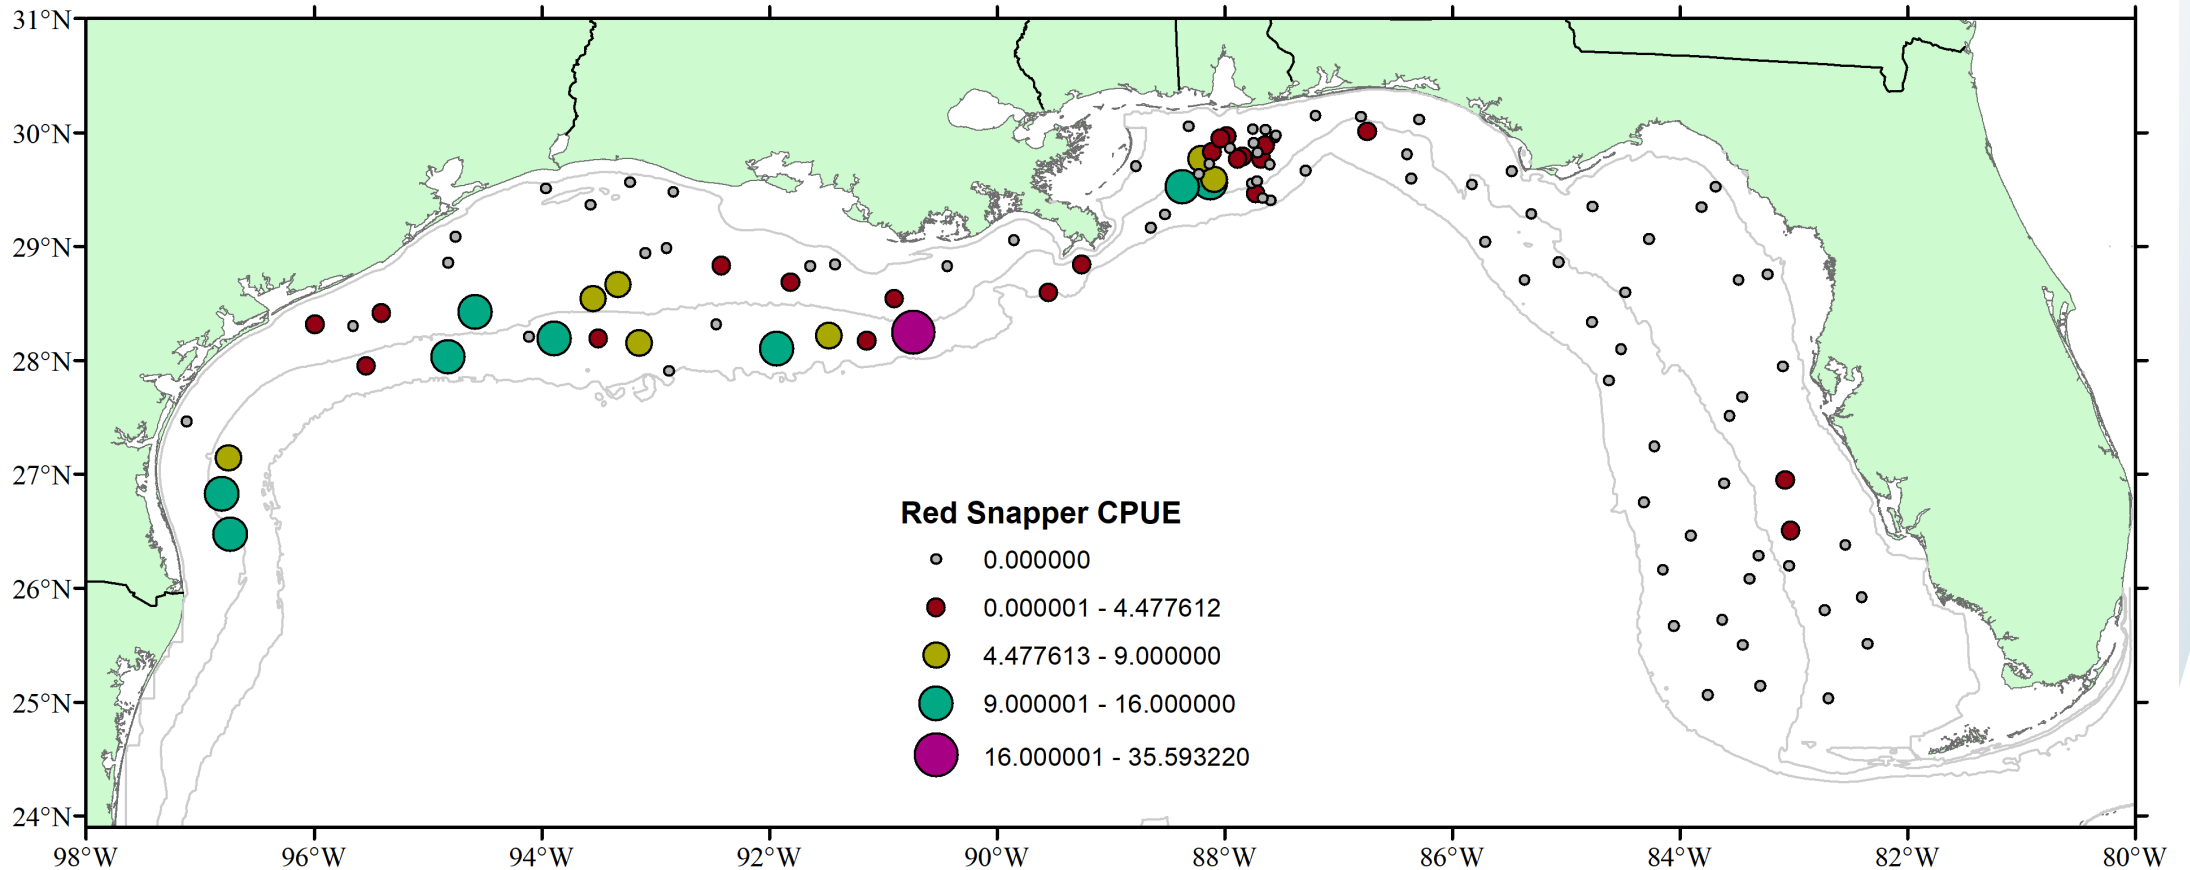 31°N
30°N
29°N
28°N
27°N
26°N
25°N
24°N
Red Snapper CPUE
0.000000
0.000001 - 4.477612
4.477613 - 9.000000
9.000001 - 16.000000
16.000001 - 35.593220
98°W 96°W 94°W 92°W 90°W 88°W 86°W 84°W 82°W 80°W